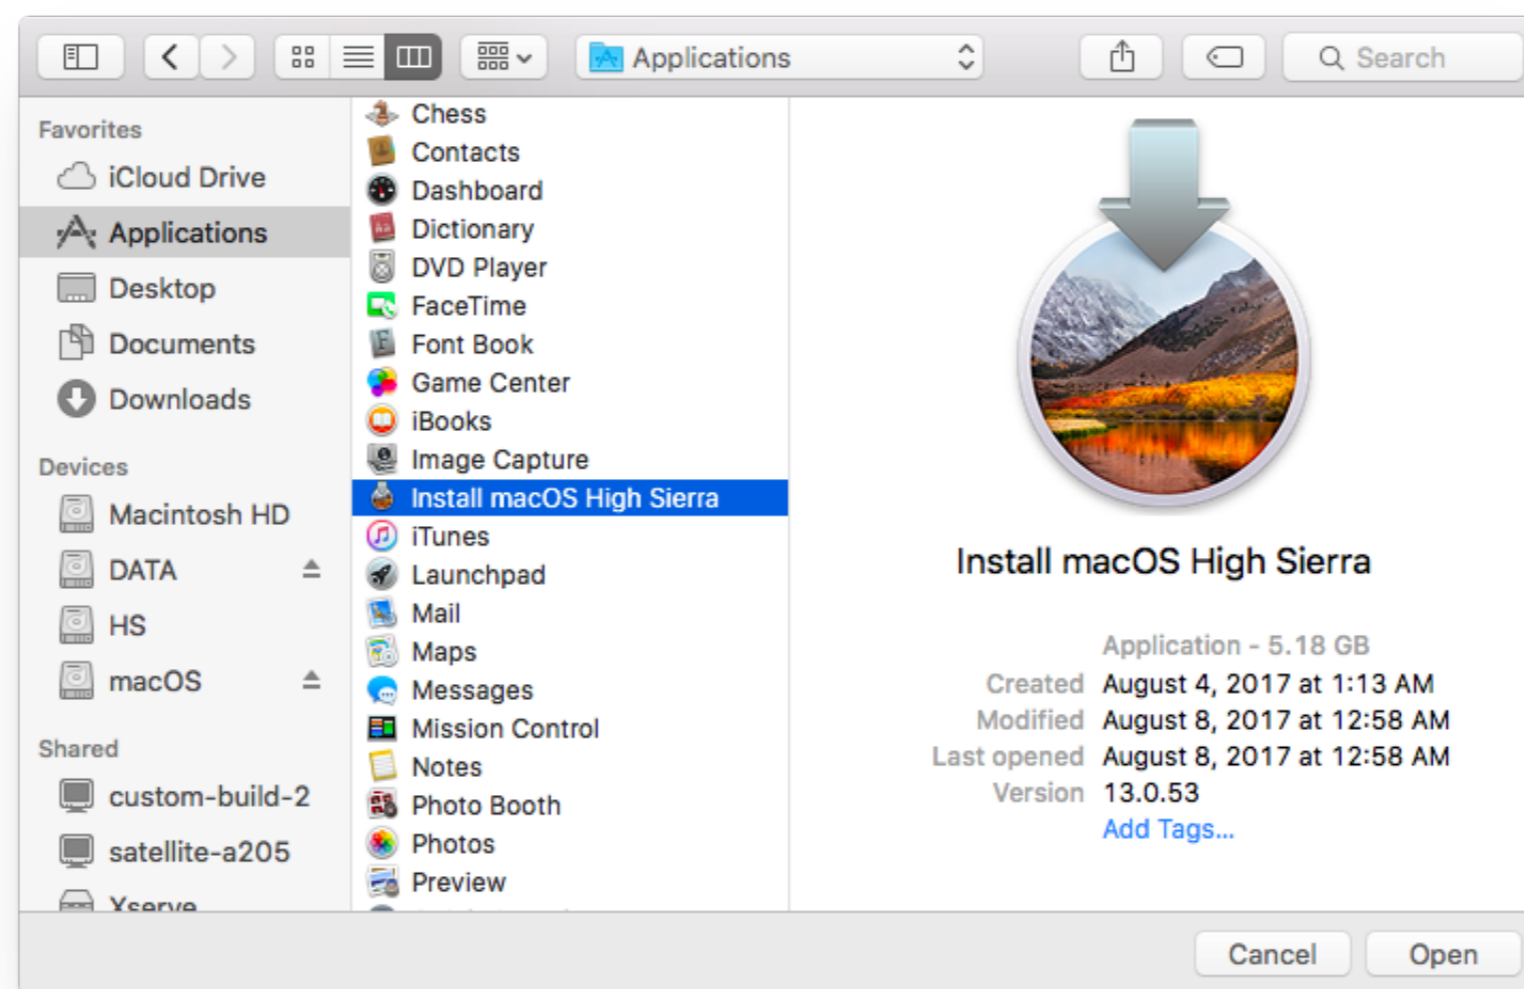 Applications
Search
Favorites
iCloud Drive
Applications
Desktop
Documents
Downloads
Devices
Macintosh HD
DATA
HS
macOS
Shared
custom-build-2
satellite-a205
Xserve
Chess
Contacts
Dashboard
Dictionary
DVD Player
FaceTime
Font Book
Game Center
iBooks
Image Capture
Install macOS High Sierra
iTunes
Launchpad
Mail
Maps
Messages
Mission Control
Notes
Photo Booth
Photos
Preview
Install macOS High Sierra
Application - 5.18 GB
Created August 4, 2017 at 1:13 AM
Modified August 8, 2017 at 12:58 AM
Last opened August 8, 2017 at 12:58 AM
Version 13.0.53
Add Tags...
Cancel
Open